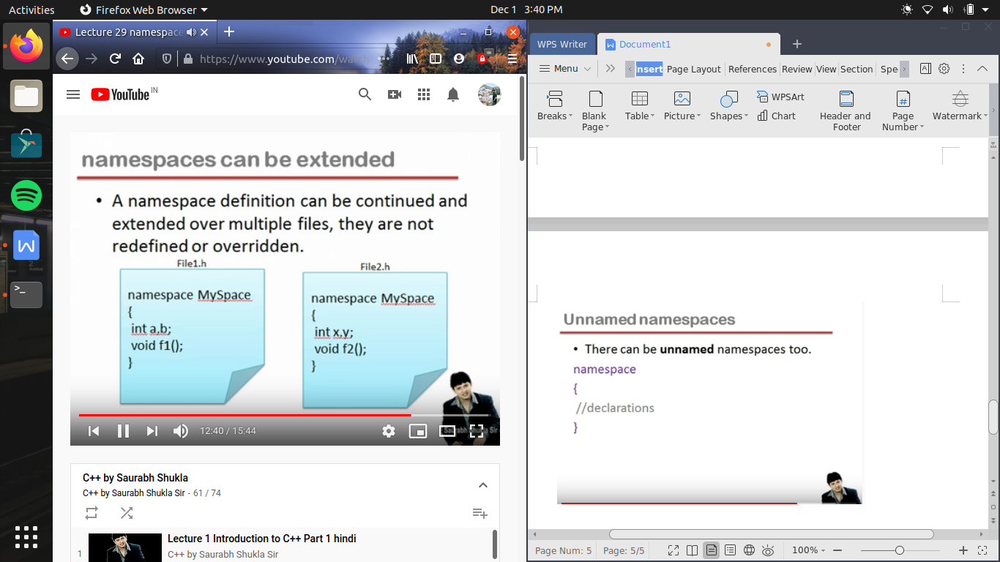 Activities
Firefox Web Browser
Dec 1 3:40 PM
Lecture 29 namespace
https://www.youtube.com/watc
YouTube IN
namespaces can be extended
• A namespace definition can be continued and
extended over multiple files, they are not
redefined or overridden.
File1.h
namespace MySpace
{
int a,b;
void f1();
}
File2.h
namespace MySpace
{
int x,y;
void f2();
}
12:40 / 15:44
Saurabh Shukla Sir
C++ by Saurabh Shukla
C++ by Saurabh Shukla Sir - 61 / 74
1
Lecture 1 Introduction to C++ Part 1 hindi
C++ by Saurabh Shukla Sir
WPS Writer
Document1
Menu
Insert
Page Layout
References
Review
View
Section
Spe
Breaks
Blank
Page
Table
Picture
Shapes
WPSArt
Chart
Header and
Footer
Page
Number
Watermark
Unnamed namespaces
• There can be unnamed namespaces too.
namespace
{
//declarations
}
Page Num: 5
Page: 5/5
100%